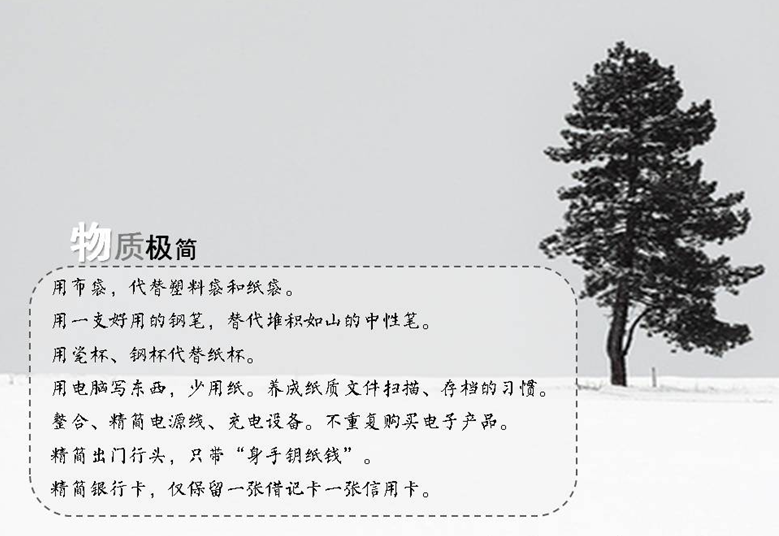 物质极简
用布袋，代替塑料袋和纸袋。
用一支好用的钢笔，替代堆积如山的中性笔。
用瓷杯、钢杯代替纸杯。
用电脑写东西，少用纸。养成纸质文件扫描、存档的习惯。
整合、精简电源线、充电设备。不重复购买电子产品。
精简出门行头，只带“身手钥纸钱”。
精简银行卡，仅保留一张借记卡一张信用卡。